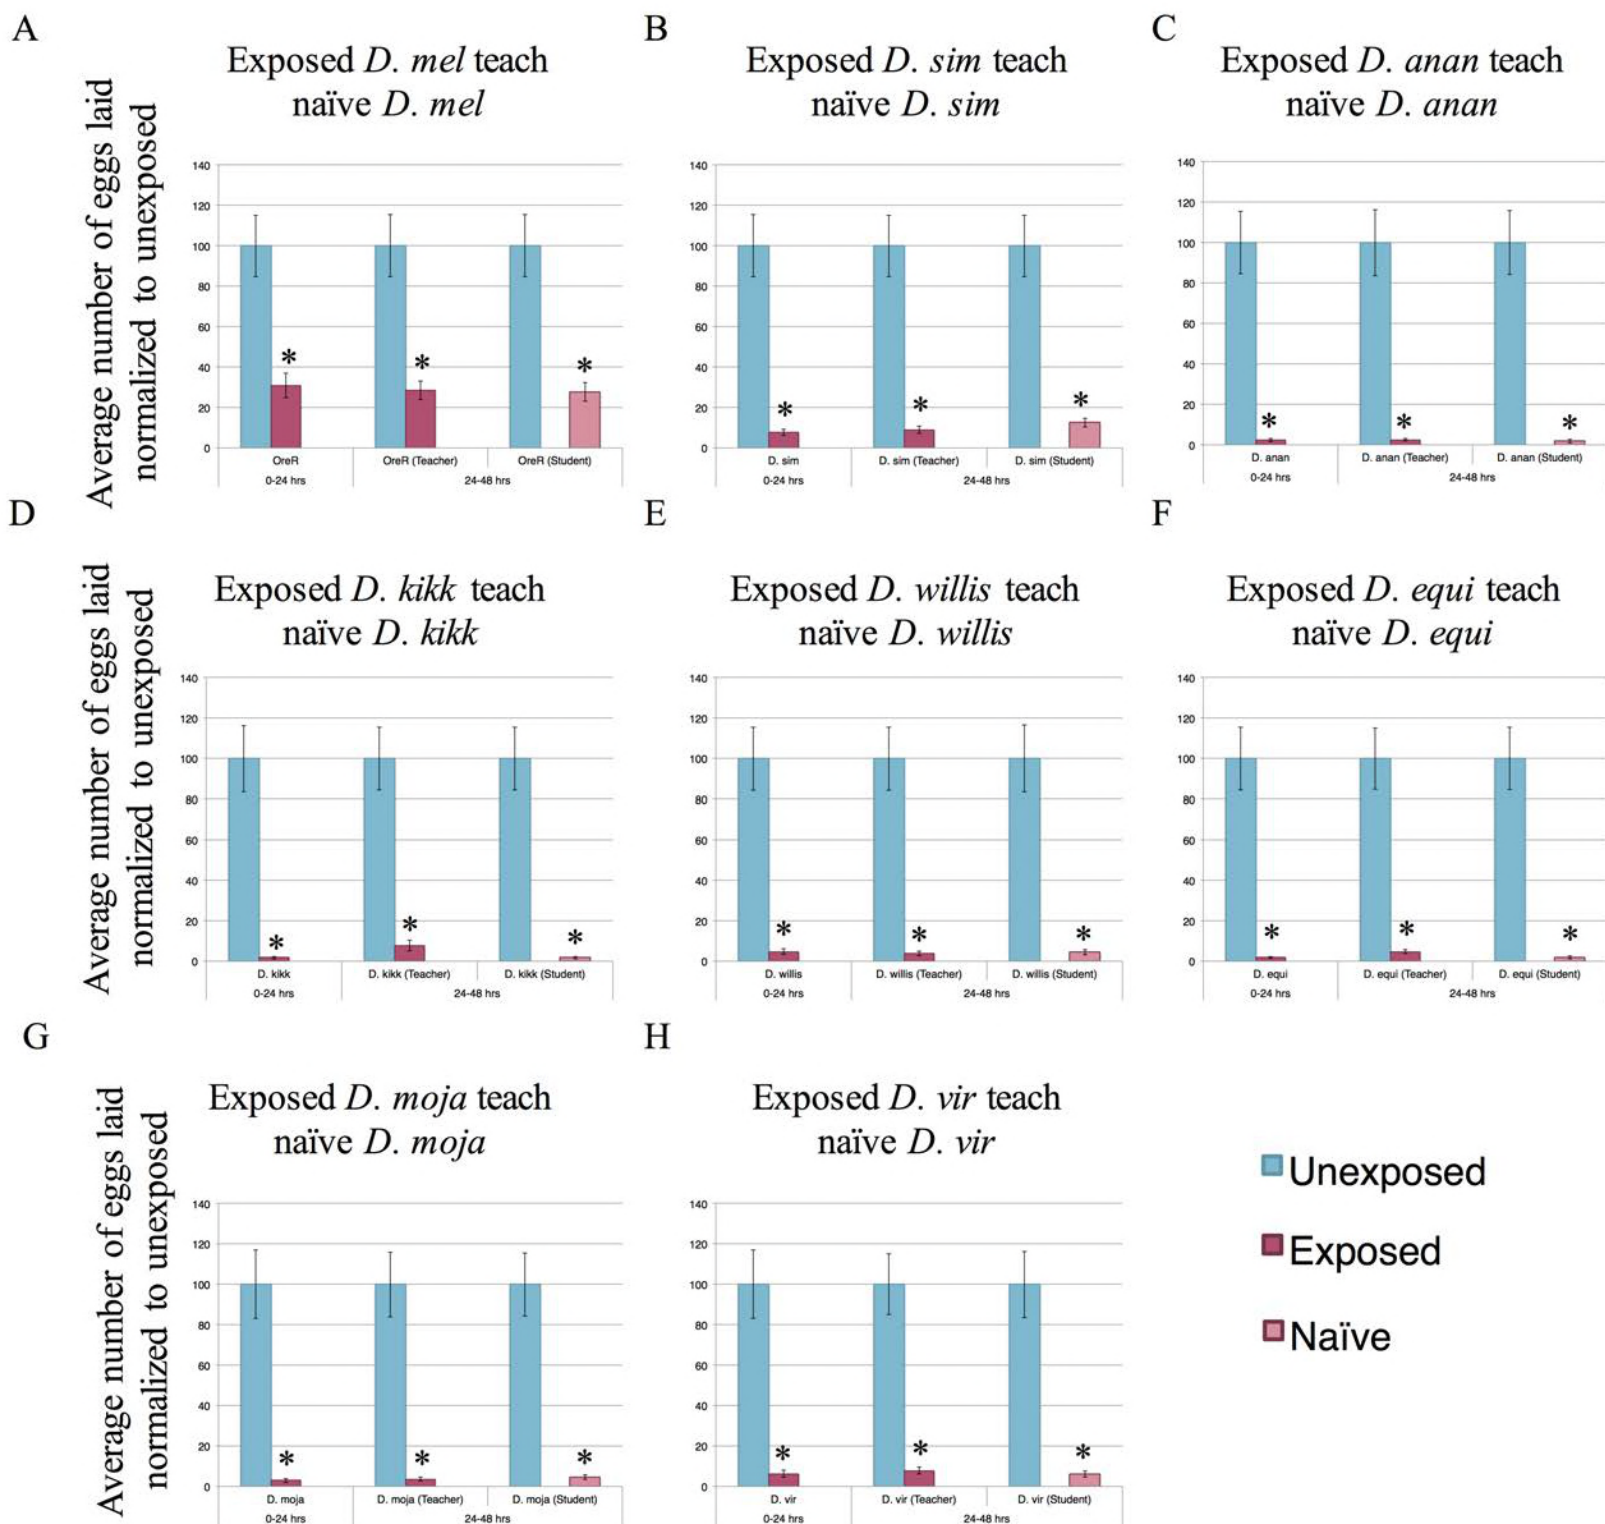 A
Exposed D. mel teach
naïve D. mel
B
Exposed D. sim teach
naïve D. sim
C
Exposed D. anan teach
naïve D. anan
Average number of eggs laid
normalized to unexposed
140
120
100
80
60
40
20
0
* * *
OreR OreR (Teacher) OreR (Student)
0-24 hrs 24-48 hrs
140
120
100
80
60
40
20
0
* * *
D. sim D. sim (Teacher) D. sim (Student)
0-24 hrs 24-48 hrs
140
120
100
80
60
40
20
0
* * *
D. anan D. anan (Teacher) D. anan (Student)
0-24 hrs 24-48 hrs
D
Exposed D. kikk teach
naïve D. kikk
E
Exposed D. willis teach
naïve D. willis
F
Exposed D. equi teach
naïve D. equi
Average number of eggs laid
normalized to unexposed
140
120
100
80
60
40
20
0
* * *
D. kikk D. kikk (Teacher) D. kikk (Student)
0-24 hrs 24-48 hrs
140
120
100
80
60
40
20
0
* * *
D. willis D. willis (Teacher) D. willis (Student)
0-24 hrs 24-48 hrs
140
120
100
80
60
40
20
0
* * *
D. equi D. equi (Teacher) D. equi (Student)
0-24 hrs 24-48 hrs
G
Exposed D. moja teach
naïve D. moja
H
Exposed D. vir teach
naïve D. vir
Average number of eggs laid
normalized to unexposed
140
120
100
80
60
40
20
0
* * *
D. moja D. moja (Teacher) D. moja (Student)
0-24 hrs 24-48 hrs
140
120
100
80
60
40
20
0
* * *
D. vir D. vir (Teacher) D. vir (Student)
0-24 hrs 24-48 hrs
Unexposed
Exposed
Naïve